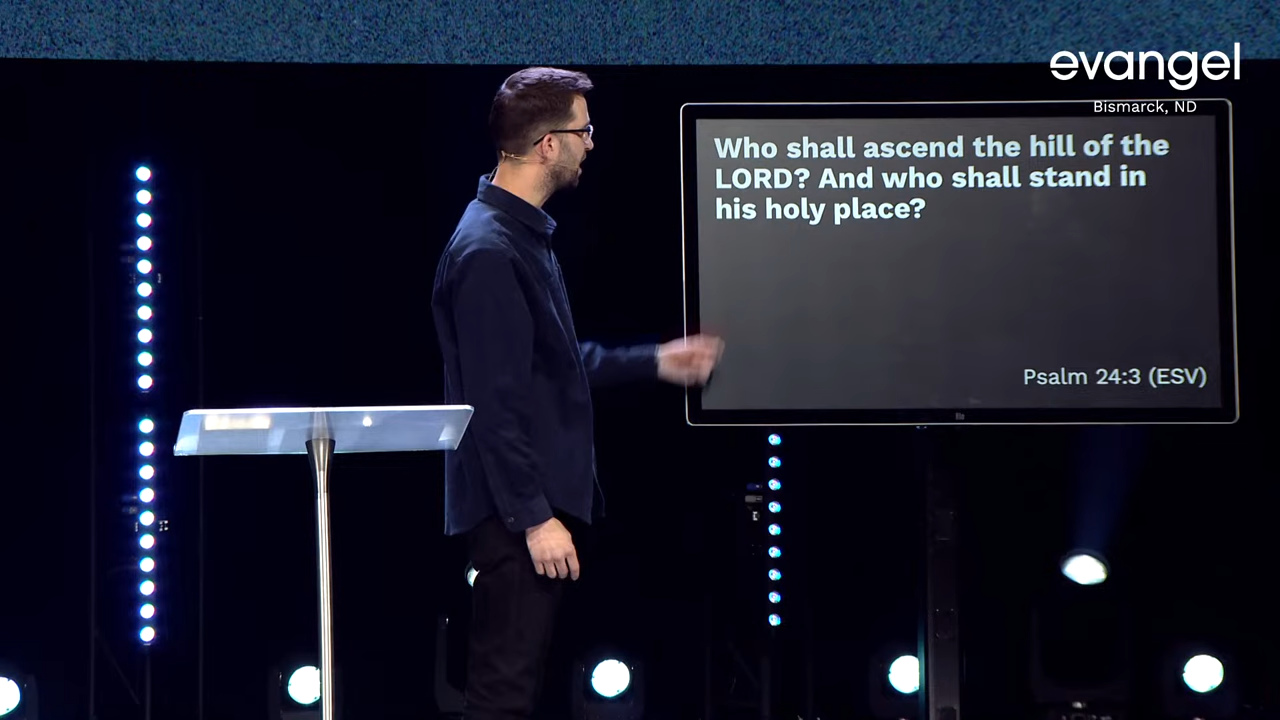 evangel
Bismarck, ND
Who shall ascend the hill of the
LORD? And who shall stand in
his holy place?
Psalm 24:3 (ESV)